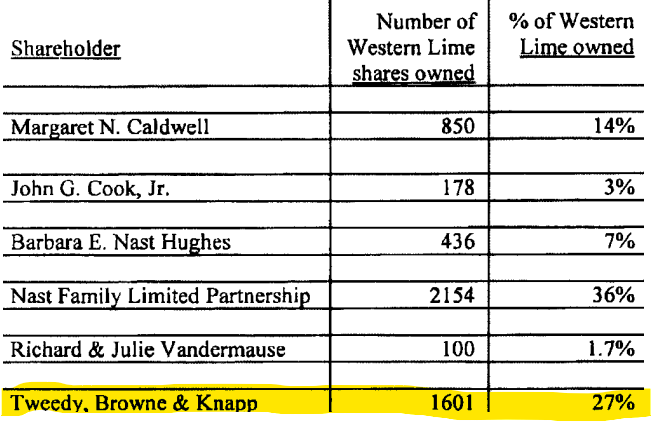 Shareholder Number of Western Lime shares owned % of Western Lime owned
Margaret N. Caldwell 850 14%
John G. Cook, Jr. 178 3%
Barbara E. Nast Hughes 436 7%
Nast Family Limited Partnership 2154 36%
Richard & Julie Vandermause 100 1.7%
Tweedy, Browne & Knapp 1601 27%